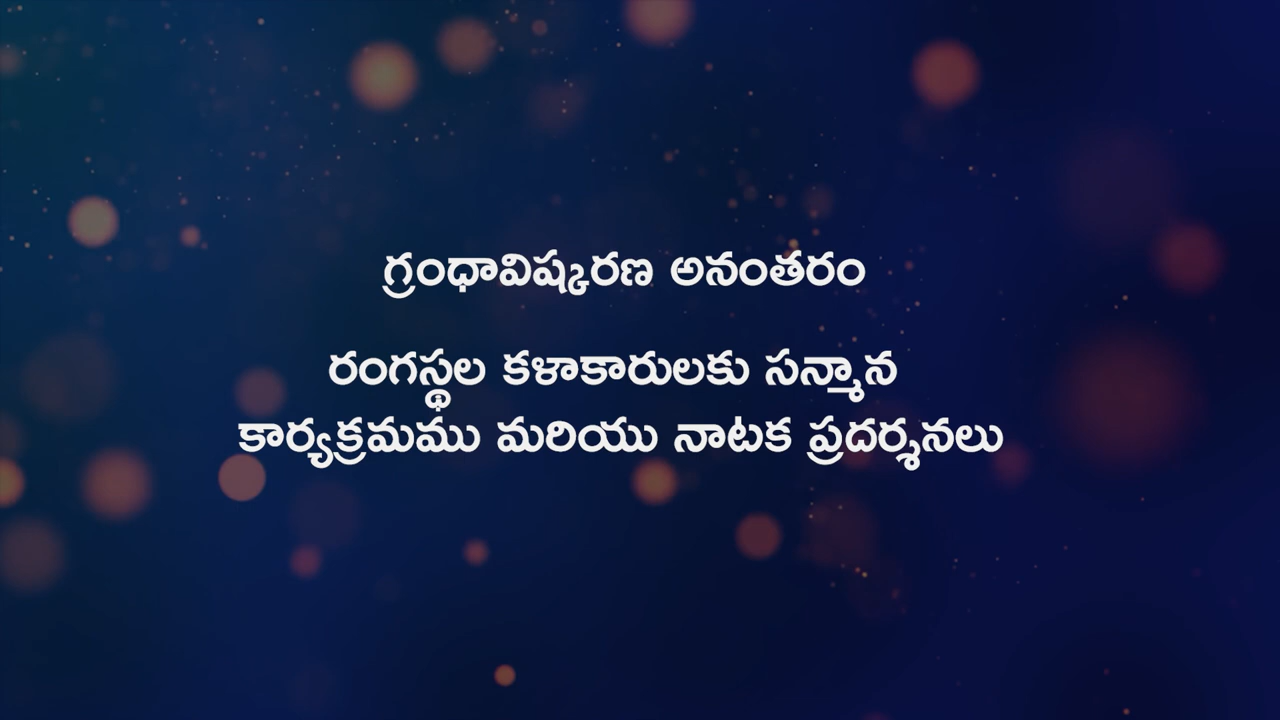 గ్రంధావిష్కరణ అనంతరం
రంగస్థల కళాకారులకు సన్మాన
కార్యక్రమము మరియు నాటక ప్రదర్శనలు